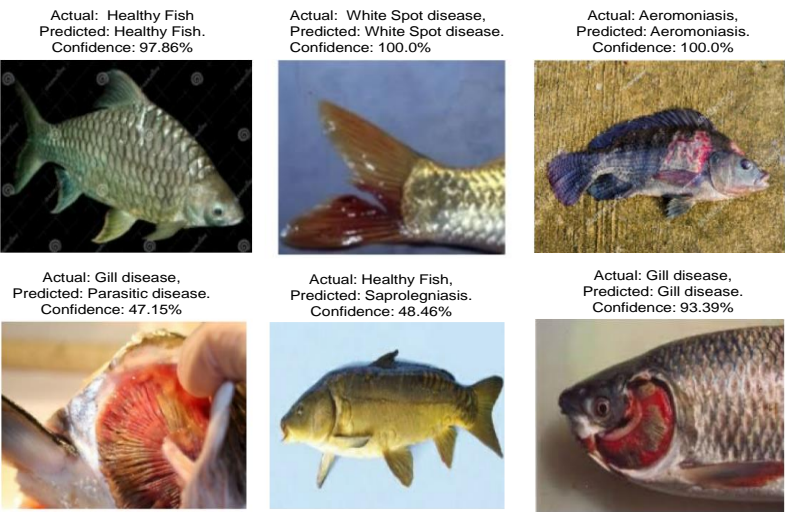 Actual:  Healthy Fish
Predicted: Healthy Fish.
Confidence: 97.86%
Actual:  White Spot disease,
Predicted: White Spot disease.
Confidence: 100.0%
Actual: Aeromoniasis,
Predicted: Aeromoniasis.
Confidence: 100.0%
Actual: Gill disease,
Predicted: Parasitic disease.
Confidence: 47.15%
Actual: Healthy Fish,
Predicted: Saprolegniasis.
Confidence: 48.46%
Actual: Gill disease,
Predicted: Gill disease.
Confidence: 93.39%